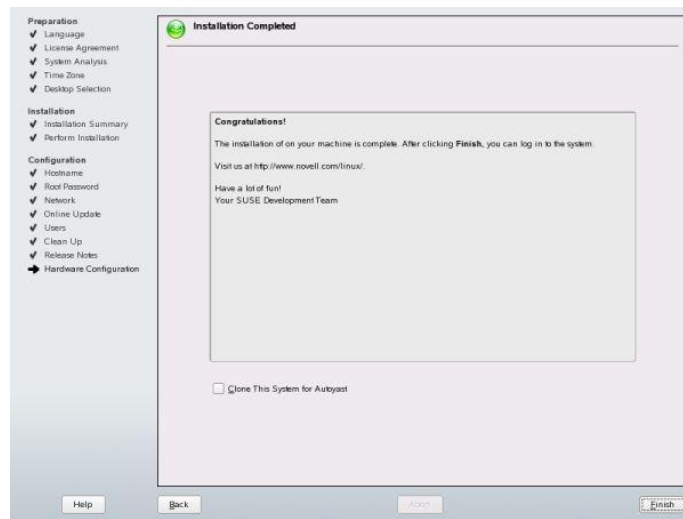 Preparation
Language
License Agreement
System Analysis
Time Zone
Desktop Selection
Installation
Installation Summary
Perform Installation
Configuration
Hostname
Root Password
Network
Online Update
Users
Clean Up
Release Notes
Hardware Configuration
Installation Completed
Congratulations!
The installation of on your machine is complete. After clicking Finish, you can log in to the system.
Visit us at http://www.novell.com/linux/.
Have a lot of fun!
Your SUSE Development Team
Clone This System for Autoyast
Help
Back
Abort
Finish